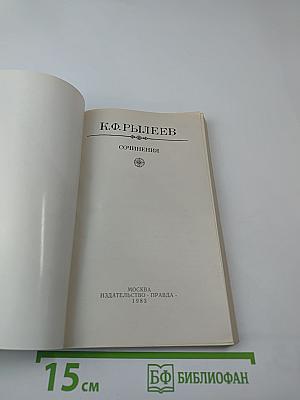 К.Ф.РЫЛЕЕВ
СОЧИНЕНИЯ
МОСКВА
ИЗДАТЕЛЬСТВО «ПРАВДА»
1983
15 см
БФ БИБЛИОФАН